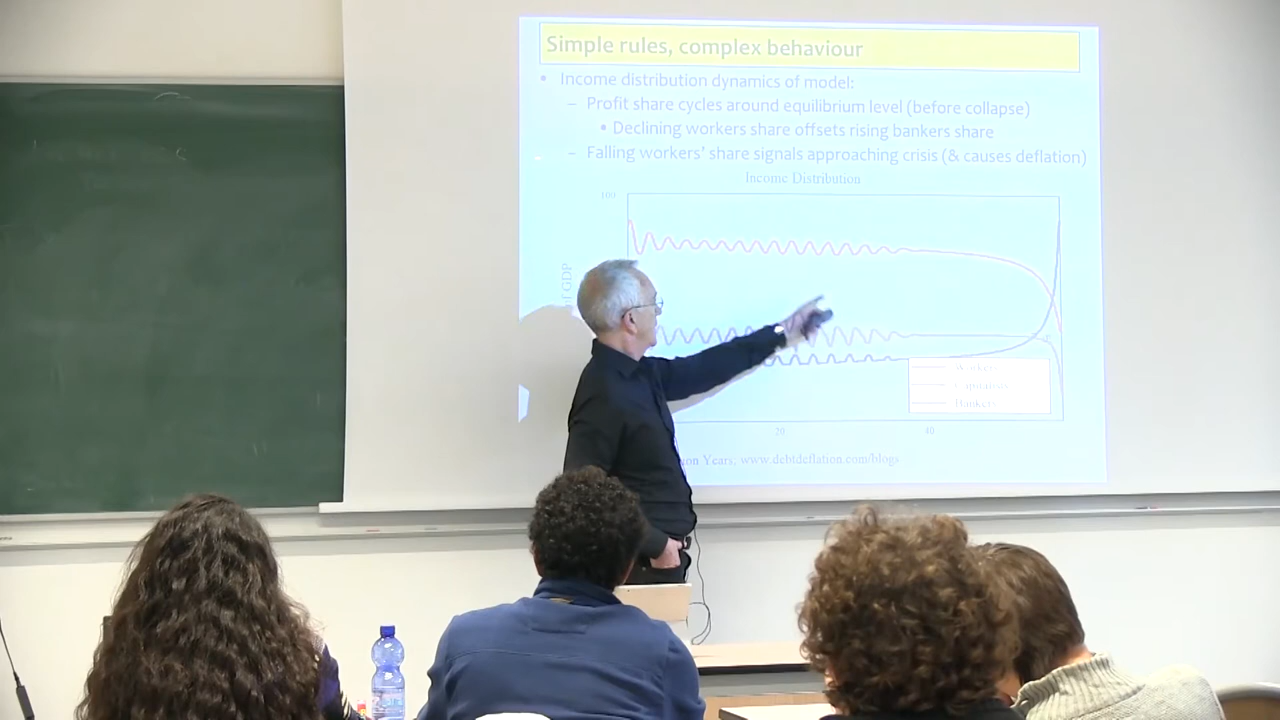 Simple rules, complex behaviour
• Income distribution dynamics of model:
– Profit share cycles around equilibrium level (before collapse)
• Declining workers share offsets rising bankers share
– Falling workers' share signals approaching crisis (& causes deflation)
Income Distribution
100
of GDP
Workers
Capitalists
Bankers
20 40
Years, www.debtdeflation.com/blogs